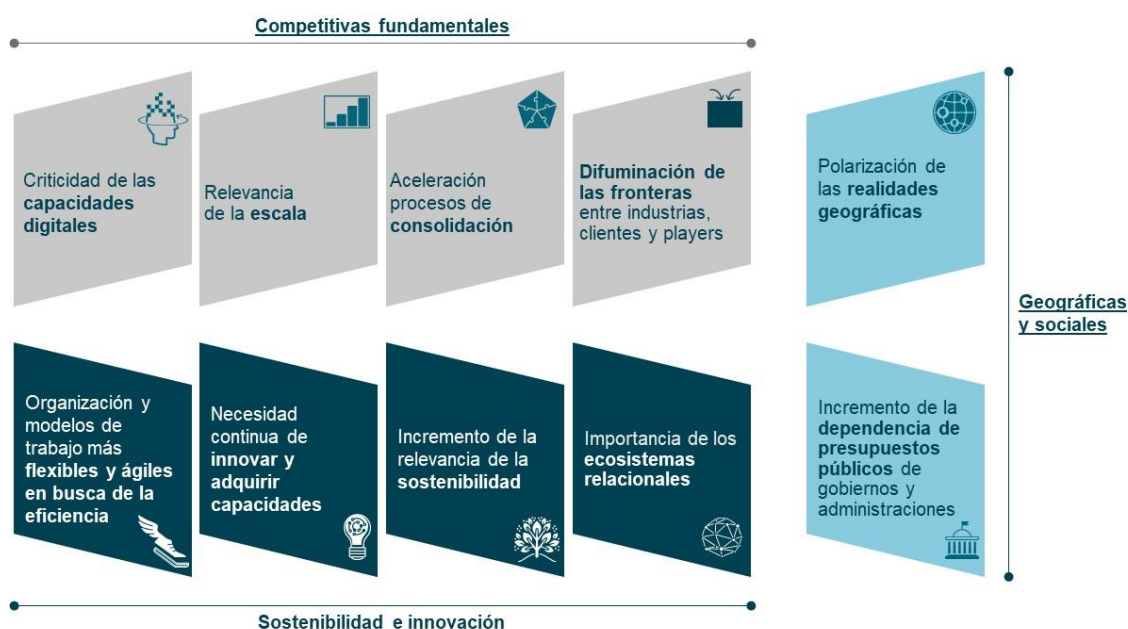 Competitivas fundamentales
Criticidad de las
capacidades
digitales
Relevancia
de la escala
Aceleración
procesos de
consolidación
Difuminación de
las fronteras
entre industrias,
clientes y players
Polarización de
las realidades
geográficas
Geográficas
y sociales
Organización y
modelos de
trabajo más
flexibles y ágiles
en busca de la
eficiencia
Necesidad
continua de
innovar y
adquirir
capacidades
Incremento de la
relevancia de la
sostenibilidad
Importancia de los
ecosistemas
relacionales
Incremento de la
dependencia de
presupuestos
públicos de
gobiernos y
administraciones
Sostenibilidad e innovación